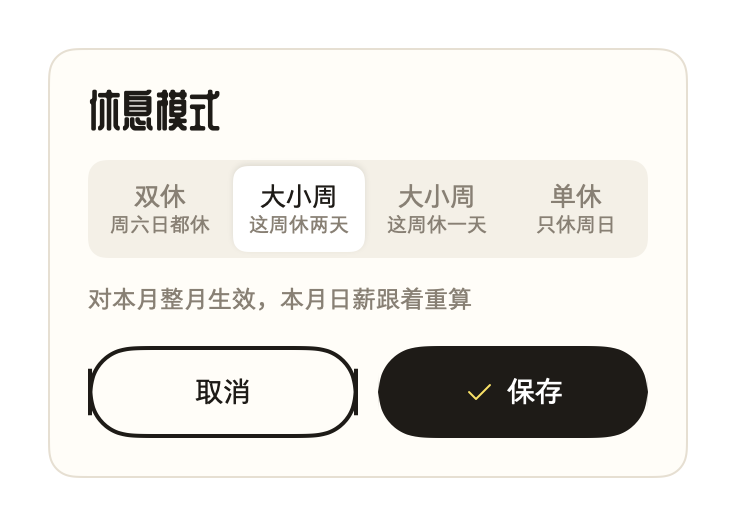 休息模式
双休 大小周 大小周 单休
周六日都休 这周休两天 这周休一天 只休周日
对本月整月生效，本月日薪跟着重算
取消 保存